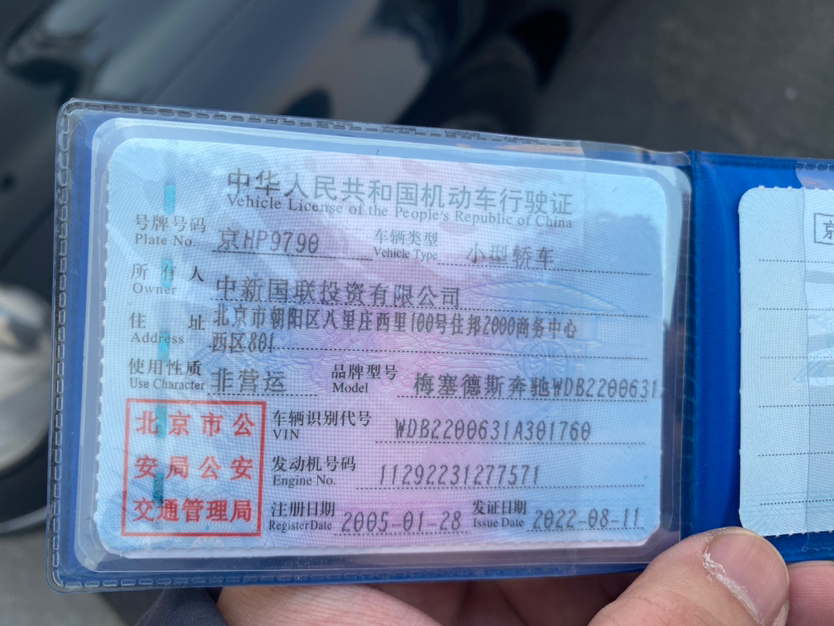 中华人民共和国机动车行驶证
Vehicle License of the People's Republic of China
号牌号码 京HP9790 车辆类型 小型轿车
Plate No. Vehicle Type
所有人 中新国联投资有限公司
Owner
住址 北京市朝阳区八里庄西里100号住邦2000商务中心
Address 西区801
使用性质 非营运 品牌型号 梅塞德斯奔驰WDB2200631
Use Character Model
北京市公
安局公安
交通管理局
车辆识别代号 WDB2200631A301760
VIN
发动机号码 11292231277571
Engine No.
注册日期 2005-01-28 发证日期 2022-08-11
Register Date Issue Date
京